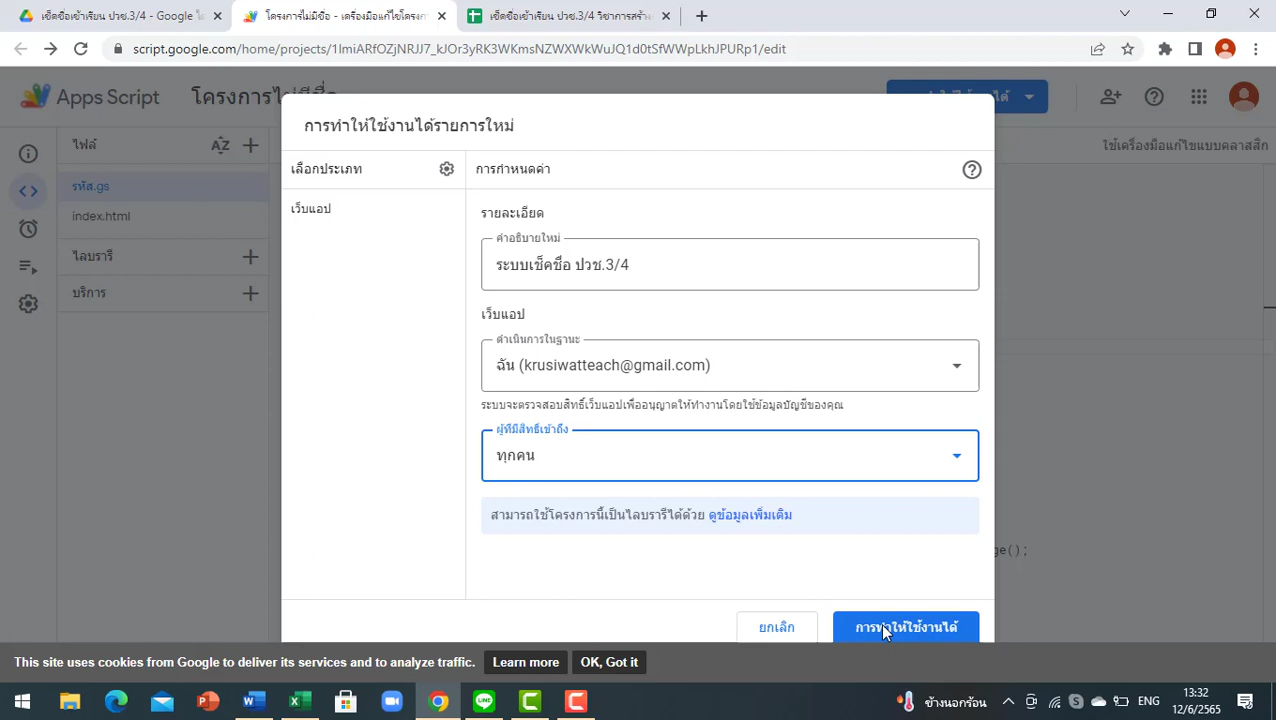 เช็คชื่อเข้าเรียน ปวช.3/4 - Google ไ
โครงการไม่มีชื่อ - เครื่องมือแก้ไขโครงก
เช็คชื่อเข้าเรียน ปวช.3/4 วิชาการสร้าง
script.google.com/home/projects/1ImiARfOZjNRJJ7_kJOr3yRK3WKmsNZWXWkWuJQ1d0tSfWWpLkhJPURp1/edit
Apps Script
โครงการไม่มีชื่อ
การทำให้ใช้งานได้รายการใหม่
ไฟล์
AZ
ใช้เครื่องมือแก้ไขแบบคลาสสิก
เลือกประเภท
การกำหนดค่า
รหัส.gs
index.html
เว็บแอป
รายละเอียด
คำอธิบายใหม่
ระบบเช็คชื่อ ปวช.3/4
ไลบรารี
บริการ
เว็บแอป
ดำเนินการในฐานะ
ฉัน (krusiwatteach@gmail.com)
ระบบจะตรวจสอบสิทธิ์เว็บแอปเพื่ออนุญาตให้ทำงานโดยใช้ข้อมูลบัญชีของคุณ
ผู้ที่มีสิทธิ์เข้าถึง
ทุกคน
สามารถใช้โครงการนี้เป็นไลบรารีได้ด้วย ดูข้อมูลเพิ่มเติม
ge();
ยกเลิก
การทำให้ใช้งานได้
This site uses cookies from Google to deliver its services and to analyze traffic.
Learn more
OK, Got it
ข้างนอกร้อน
ENG
13:32
12/6/2565